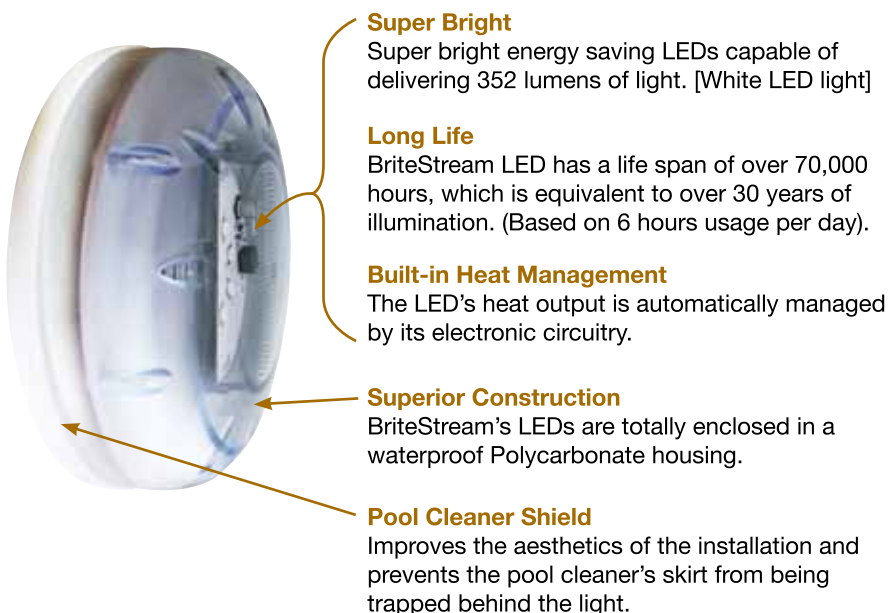 Super Bright
Super bright energy saving LEDs capable of
delivering 352 lumens of light. [White LED light]
Long Life
BriteStream LED has a life span of over 70,000
hours, which is equivalent to over 30 years of
illumination. (Based on 6 hours usage per day).
Built-in Heat Management
The LED’s heat output is automatically managed
by its electronic circuitry.
Superior Construction
BriteStream’s LEDs are totally enclosed in a
waterproof Polycarbonate housing.
Pool Cleaner Shield
Improves the aesthetics of the installation and
prevents the pool cleaner’s skirt from being
trapped behind the light.